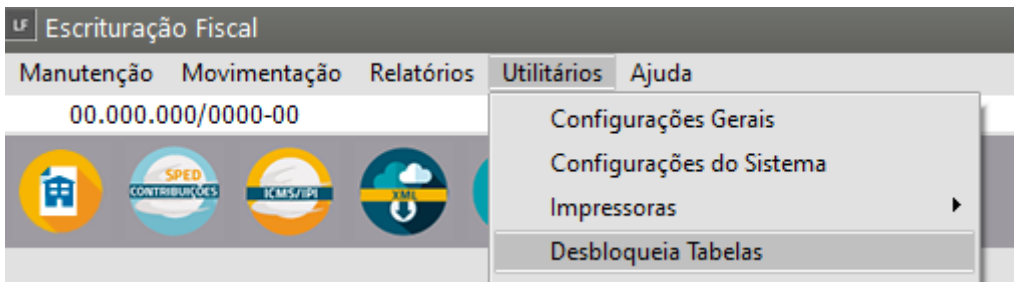 LF Escrituração Fiscal
Manutenção Movimentação Relatórios Utilitários Ajuda
00.000.000/0000-00
Configurações Gerais
Configurações do Sistema
Impressoras
Desbloqueia Tabelas
SPED
CONTRIBUIÇÕES
ICMS/IPI
XML